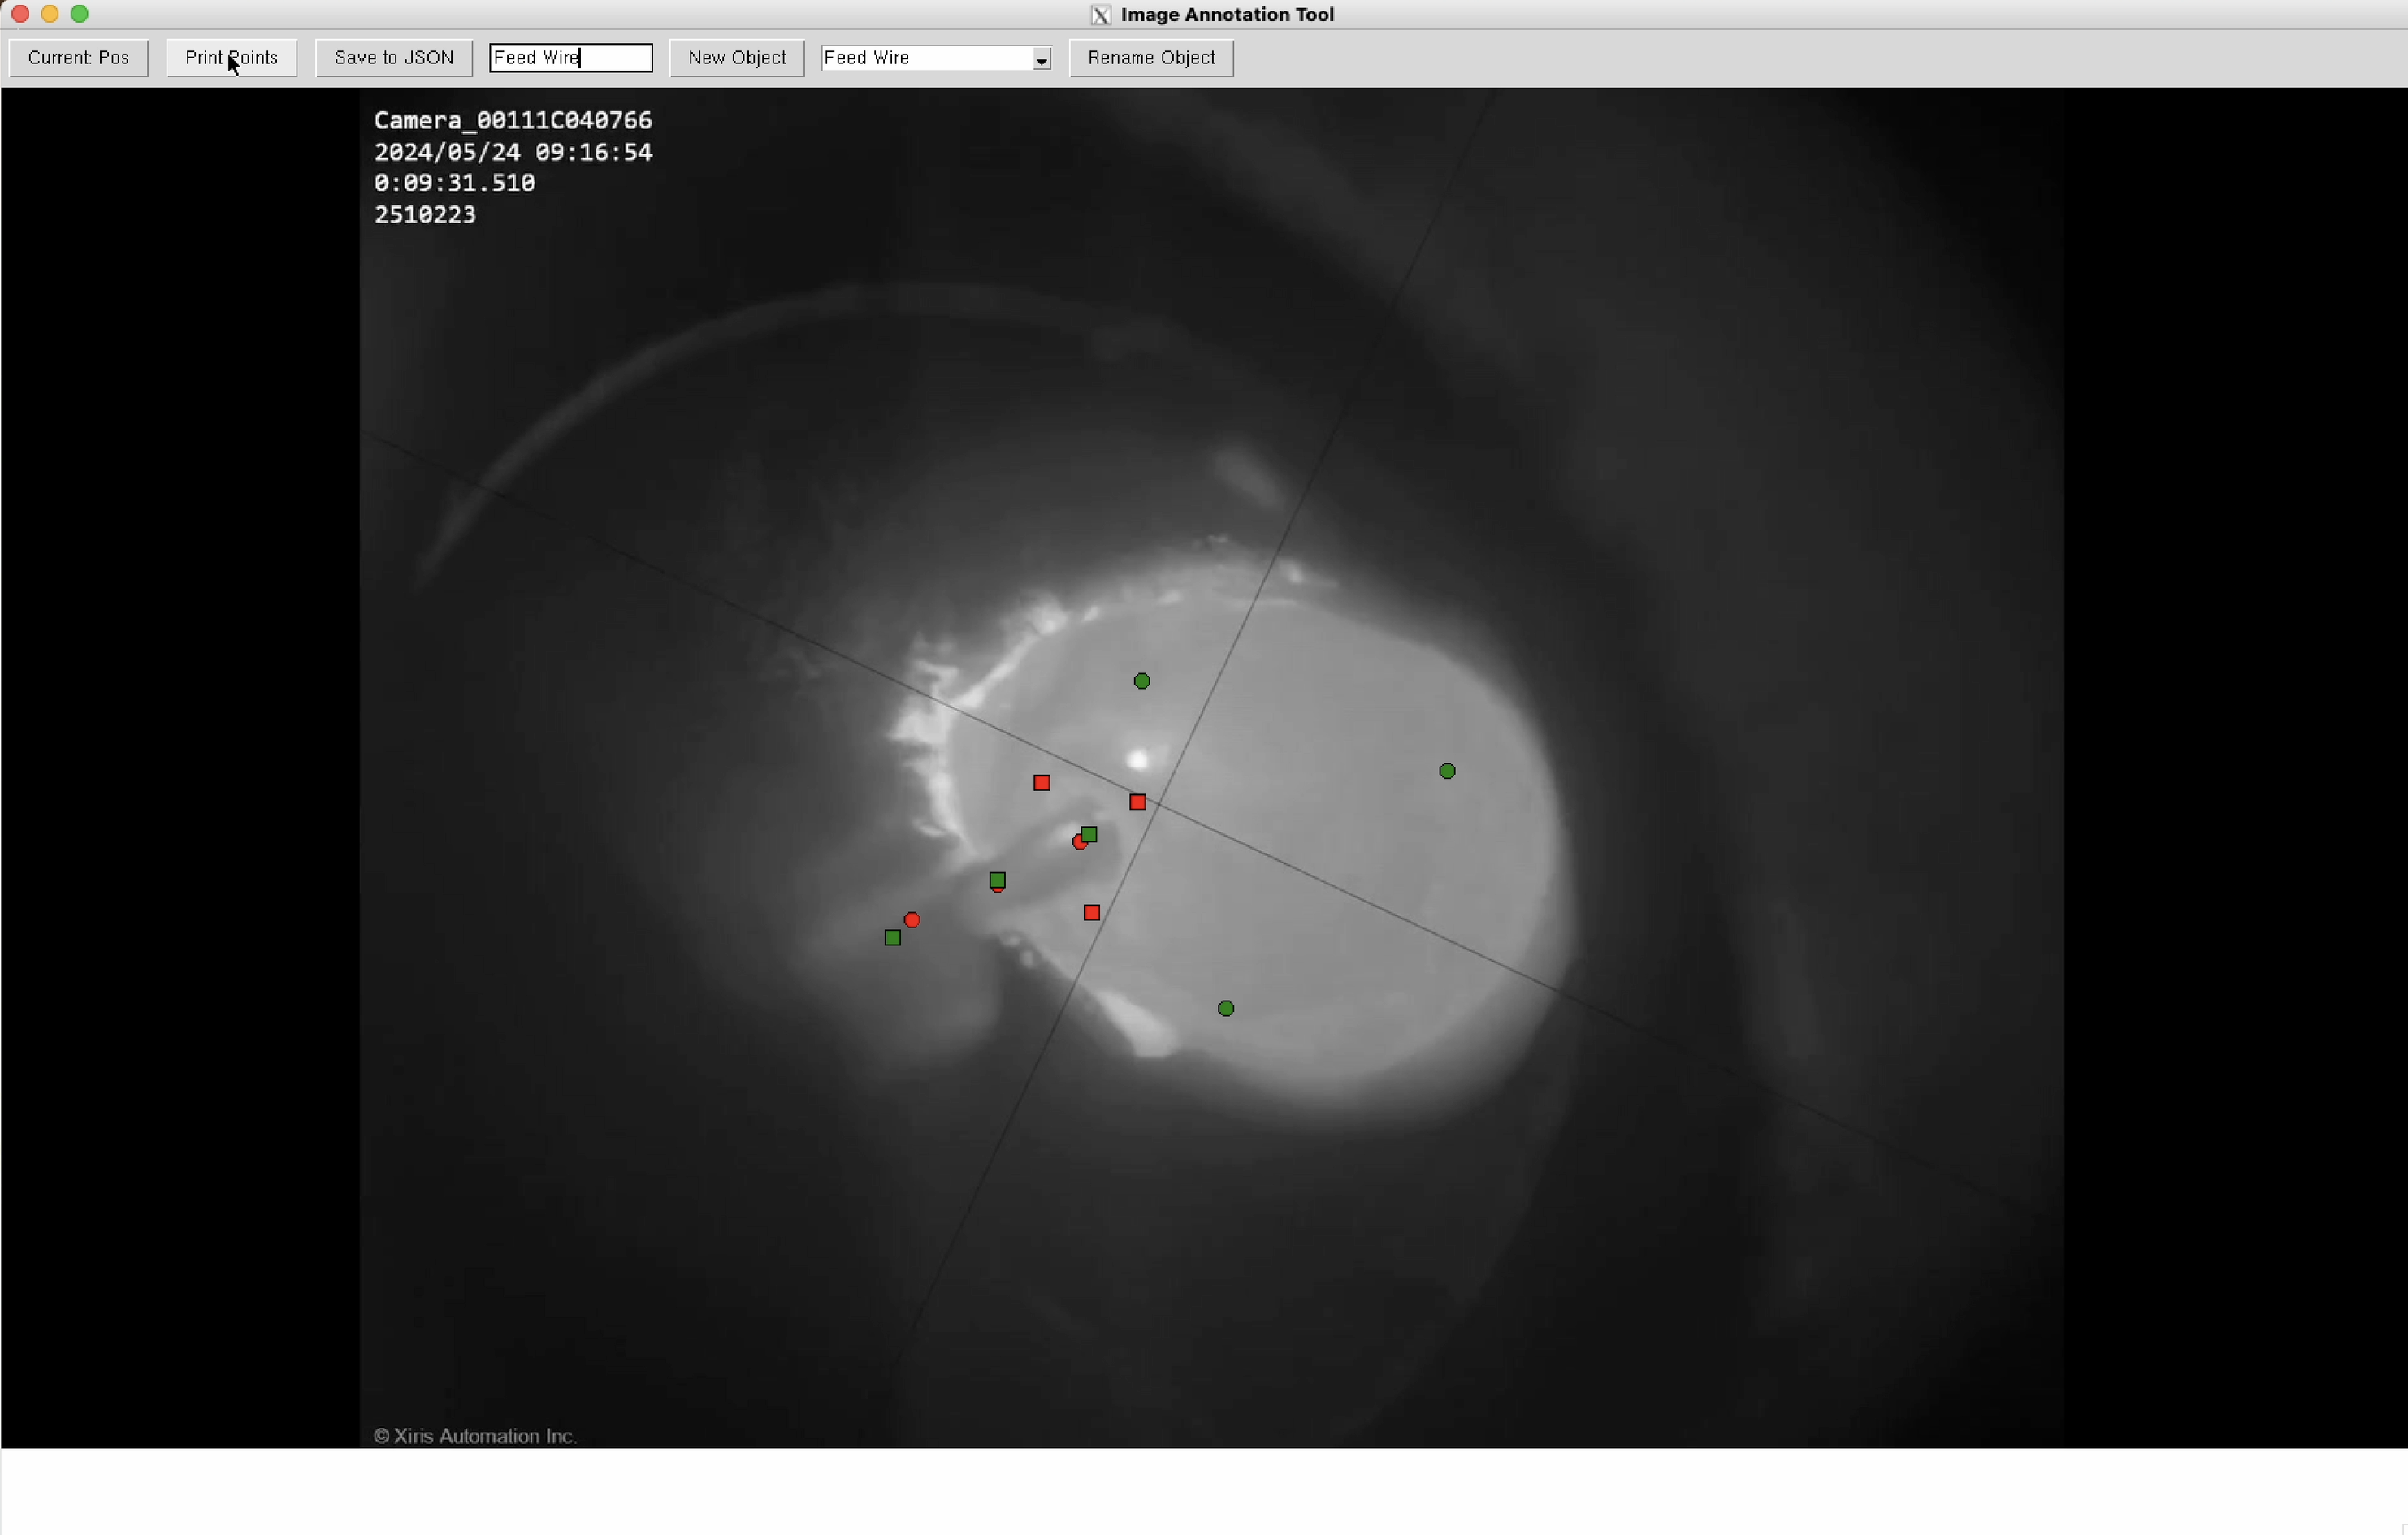 Image Annotation Tool
Current: Pos
Print Points
Save to JSON
Feed Wire
New Object
Feed Wire
Rename Object
Camera_00111C040766
2024/05/24 09:16:54
0:09:31.510
2510223
© Xiris Automation Inc.